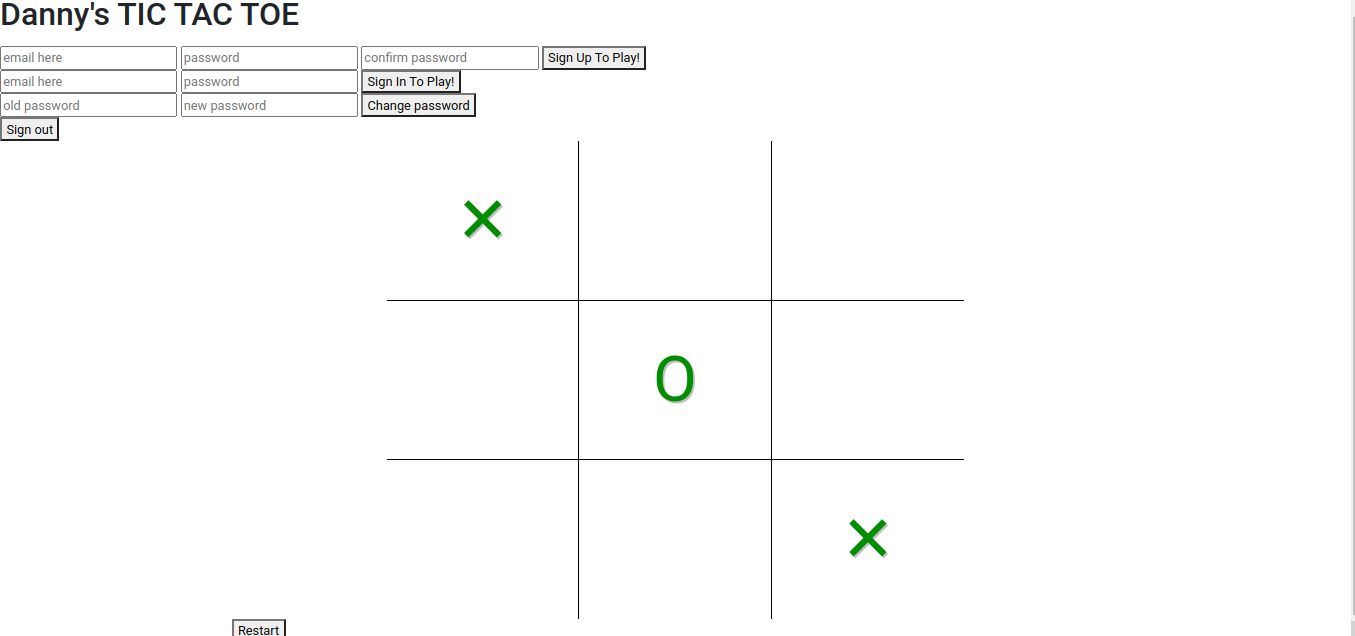 Danny's TIC TAC TOE
email here password confirm password Sign Up To Play!
email here password Sign In To Play!
old password new password Change password
Sign out
×
O
×
Restart